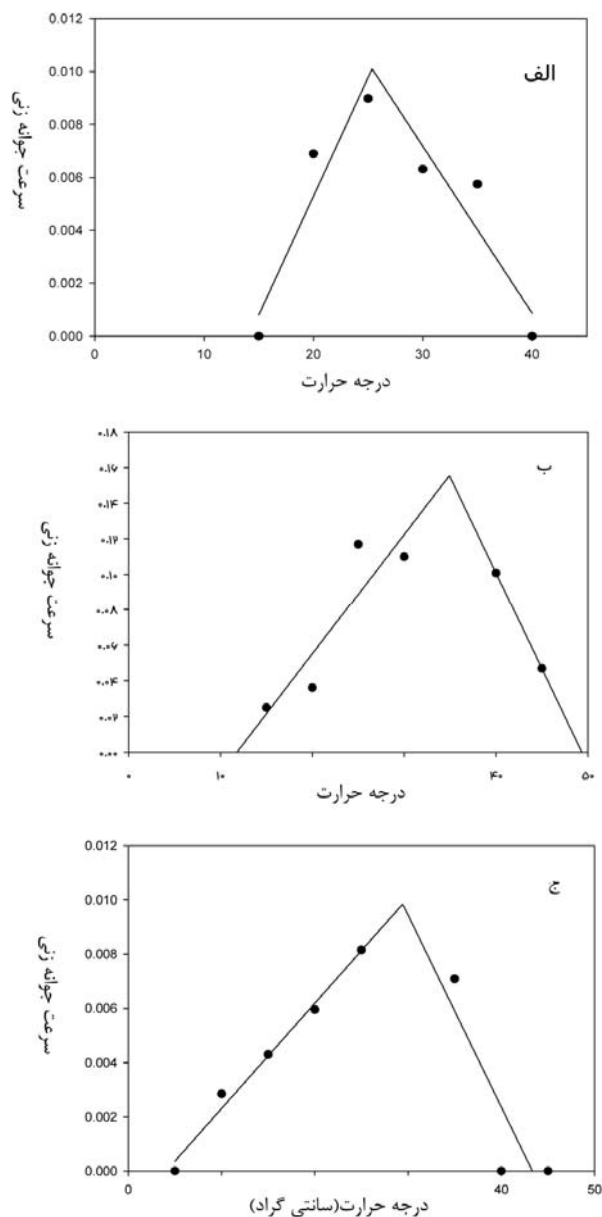 0.012
الف
0.010
0.008
0.006
0.004
0.002
0.000
سرعت جوانه زنی
0 10 20 30 40
درجه حرارت
۰.۱۸
ب
۰.۱۶
۰.۱۴
۰.۱۲
۰.۱۰
۰.۰۸
۰.۰۶
۰.۰۴
۰.۰۲
۰.۰۰
سرعت جوانه زنی
۰ ۱۰ ۴۰ ۵۰
درجه حرارت
0.012
ج
0.010
0.008
0.006
0.004
0.002
0.000
سرعت جوانه زنی
0 40 50
درجه حرارت(سانتی گراد)